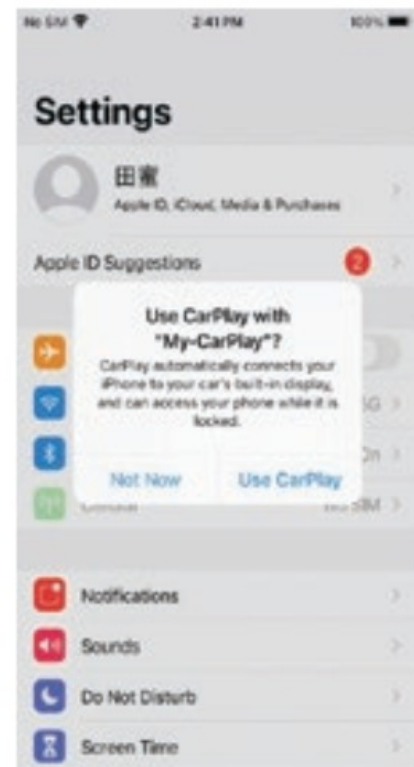 No SIM
2:41 PM
100%
Settings
田蜜
Apple ID, iCloud, Media & Purchases
Apple ID Suggestions
2
Use CarPlay with
"My-CarPlay"?
CarPlay automatically connects your
iPhone to your car's built-in display,
and can access your phone while it is
locked.
Not Now
Use CarPlay
Notifications
Sounds
Do Not Disturb
Screen Time